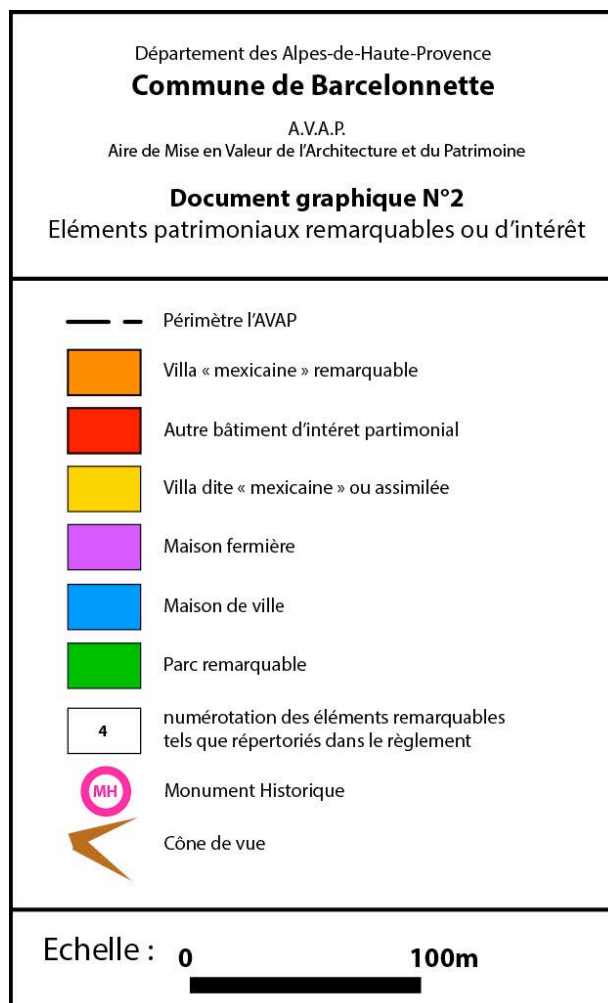 Département des Alpes-de-Haute-Provence
Commune de Barcelonnette
A.V.A.P.
Aire de Mise en Valeur de l'Architecture et du Patrimoine
Document graphique N°2
Eléments patrimoniaux remarquables ou d'intérêt
Périmètre l'AVAP
Villa « mexicaine » remarquable
Autre bâtiment d'intéret partimonial
Villa dite « mexicaine » ou assimilée
Maison fermière
Maison de ville
Parc remarquable
4 numérotation des éléments remarquables
tels que répertoriés dans le règlement
MH Monument Historique
Cône de vue
Echelle : 0 100m